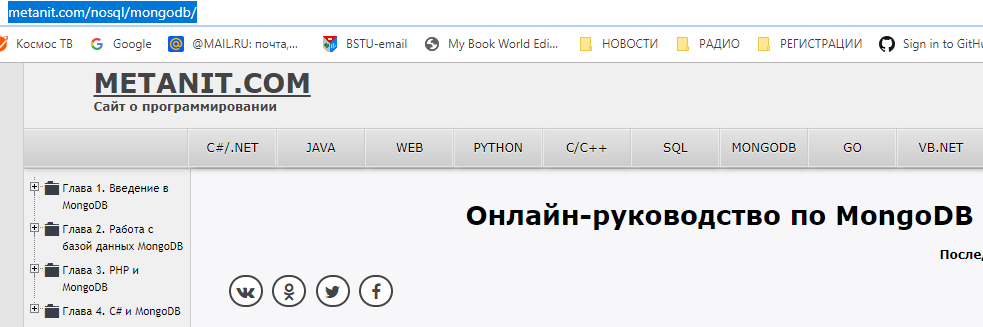 metanit.com/nosql/mongodb/
Космос ТВ Google @MAIL.RU: почта,... BSTU-email My Book World Edi... НОВОСТИ РАДИО РЕГИСТРАЦИИ Sign in to GitH
METANIT.COM
Сайт о программировании
C#/.NET JAVA WEB PYTHON C/C++ SQL MONGODB GO VB.NET
Глава 1. Введение в
MongoDB
Глава 2. Работа с
базой данных MongoDB
Глава 3. PHP и
MongoDB
Глава 4. C# и MongoDB
Онлайн-руководство по MongoDB
Послед